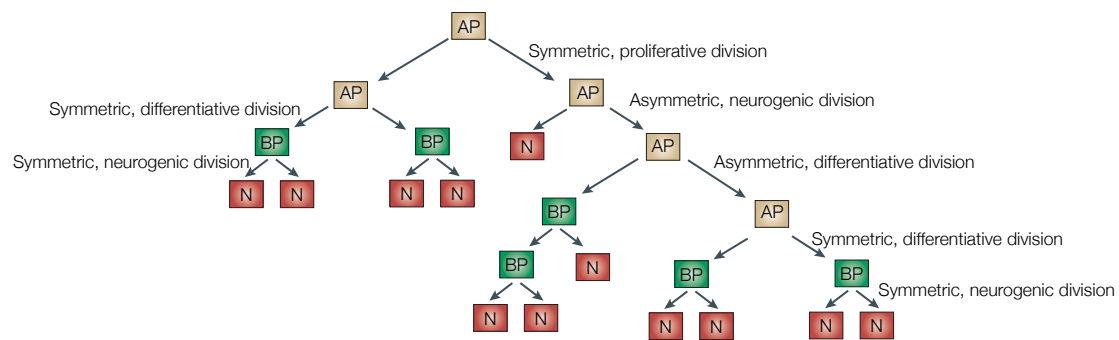 AP
Symmetric, proliferative division
AP
AP
Symmetric, differentiative division
Asymmetric, neurogenic division
BP
BP
N
AP
Symmetric, neurogenic division
Asymmetric, differentiative division
N
N
N
N
BP
AP
Symmetric, differentiative division
BP
N
BP
BP
Symmetric, neurogenic division
N
N
N
N
N
N